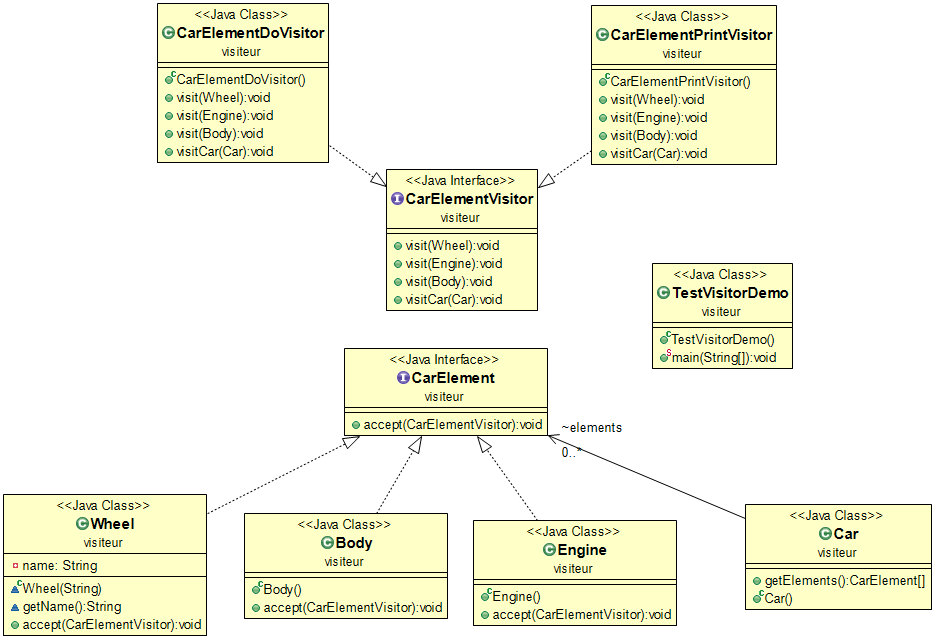 <<Java Class>>
CarElementDoVisitor
visiteur
CarElementDoVisitor()
visit(Wheel):void
visit(Engine):void
visit(Body):void
visitCar(Car):void
<<Java Class>>
CarElementPrintVisitor
visiteur
CarElementPrintVisitor()
visit(Wheel):void
visit(Engine):void
visit(Body):void
visitCar(Car):void
<<Java Interface>>
CarElementVisitor
visiteur
visit(Wheel):void
visit(Engine):void
visit(Body):void
visitCar(Car):void
<<Java Class>>
TestVisitorDemo
visiteur
TestVisitorDemo()
main(String[]):void
<<Java Interface>>
CarElement
visiteur
accept(CarElementVisitor):void
~elements
0..*
<<Java Class>>
Wheel
visiteur
name: String
Wheel(String)
getName():String
accept(CarElementVisitor):void
<<Java Class>>
Body
visiteur
Body()
accept(CarElementVisitor):void
<<Java Class>>
Engine
visiteur
Engine()
accept(CarElementVisitor):void
<<Java Class>>
Car
visiteur
getElements():CarElement[]
Car()